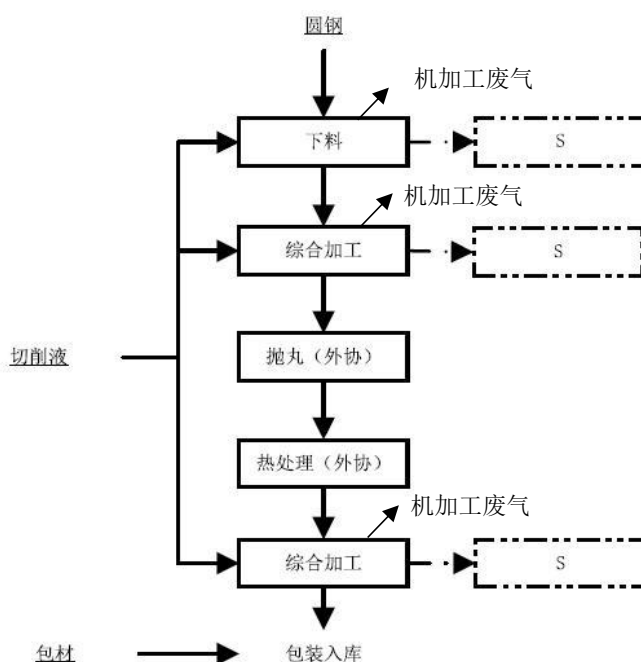 圆钢
机加工废气
下料
S
机加工废气
综合加工
S
抛丸（外协）
切削液
热处理（外协）
机加工废气
综合加工
S
包材
包装入库